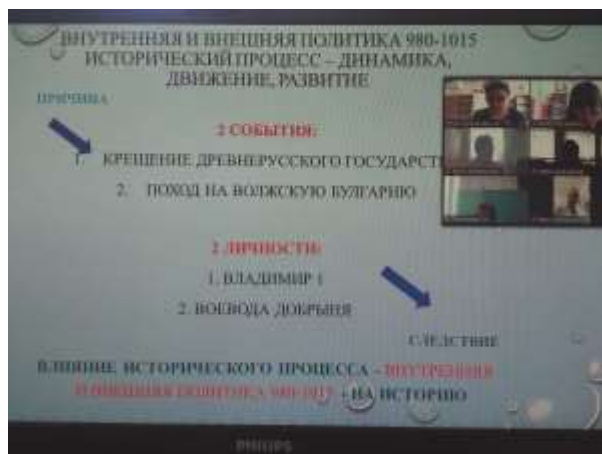 ВНУТРЕННЯЯ И ВНЕШНЯЯ ПОЛИТИКА 980-1015
ИСТОРИЧЕСКИЙ ПРОЦЕСС – ДИНАМИКА,
ДВИЖЕНИЕ, РАЗВИТИЕ
ПРИЧИНА
2 СОБЫТИЯ:
1. КРЕЩЕНИЕ ДРЕВНЕРУССКОГО ГОСУДАРСТ
2. ПОХОД НА ВОЛЖСКУЮ БУЛГАРИЮ
2 ЛИЧНОСТИ:
1. ВЛАДИМИР 1
2. ВОЕВОДА ДОБРЫНЯ
СЛЕДСТВИЕ
ВЛИЯНИЕ ИСТОРИЧЕСКОГО ПРОЦЕССА - ВНУТРЕННЯЯ
И ВНЕШНЯЯ ПОЛИТИКА 980-1015 - НА ИСТОРИЮ
PHILIPS